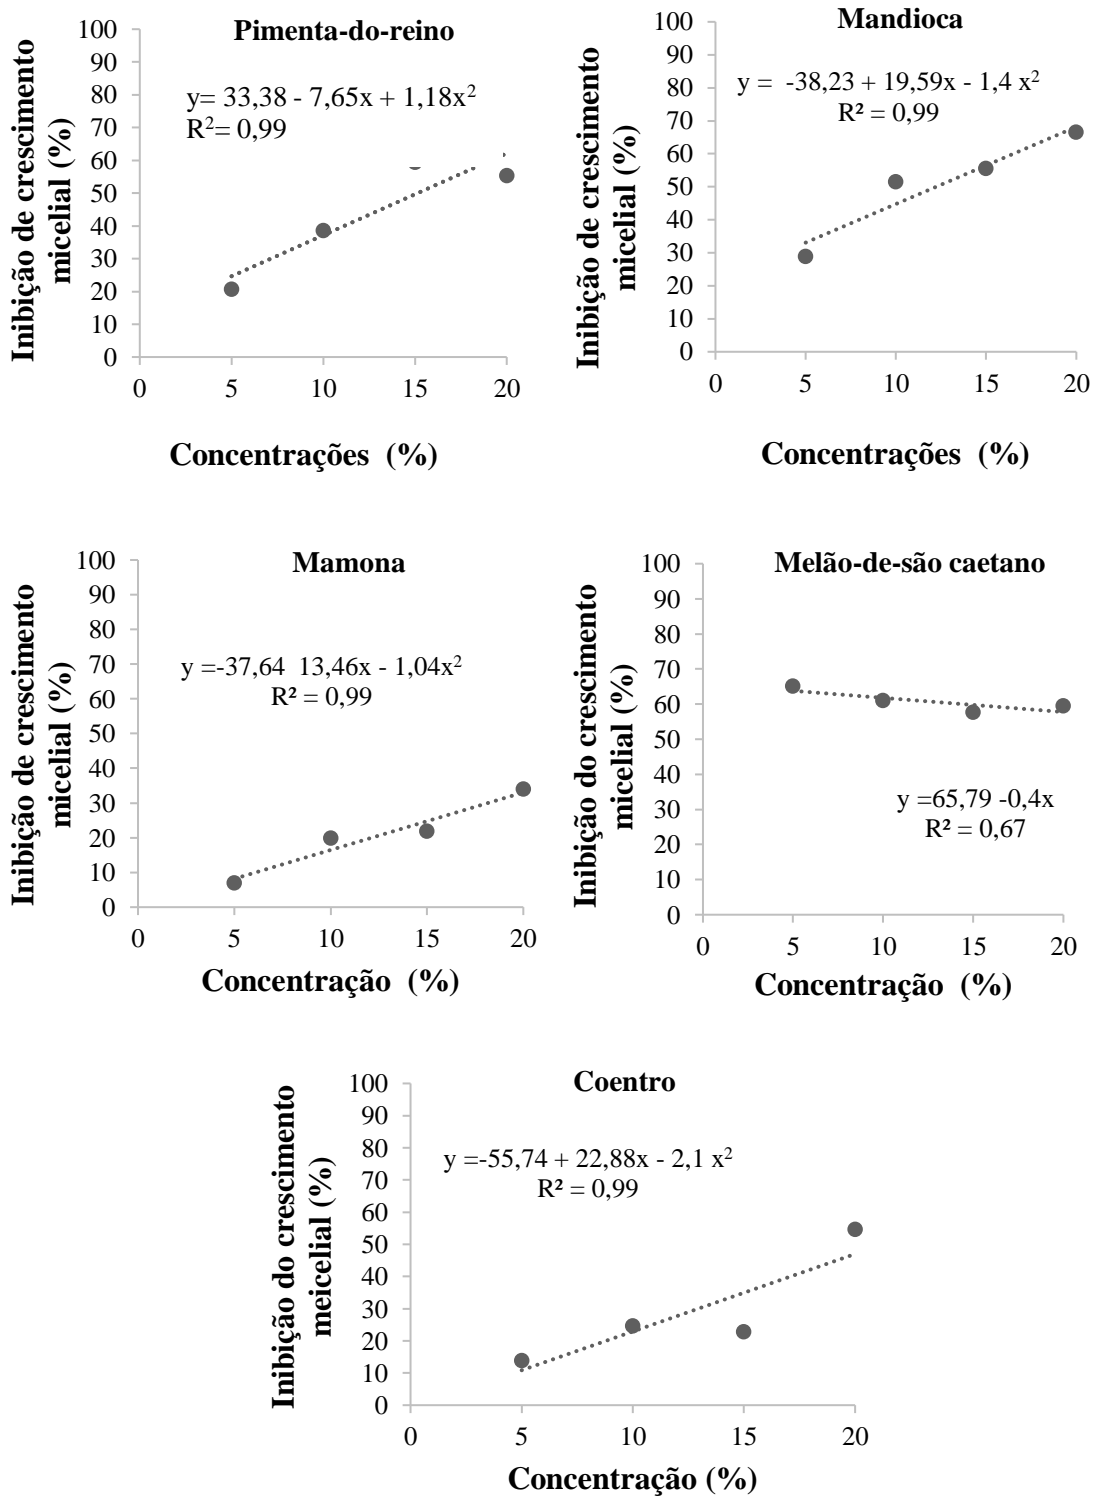 Pimenta-do-reino
y= 33,38 - 7,65x + 1,18x²
R²= 0,99
Inibição de crescimento
micelial (%)
100
90
80
70
60
50
40
30
20
10
0
0 5 10 15 20
Concentrações (%)
Mandioca
y = -38,23 + 19,59x - 1,4 x²
R² = 0,99
Inibição de crescimento
micelial (%)
100
90
80
70
60
50
40
30
20
10
0
0 5 10 15 20
Concentrações (%)
Mamona
y =-37,64 13,46x - 1,04x²
R² = 0,99
Inibição de crescimento
micelial (%)
100
90
80
70
60
50
40
30
20
10
0
0 5 10 15 20
Concentração (%)
Melão-de-são caetano
y =65,79 -0,4x
R² = 0,67
Inibição do crescimento
micelial (%)
100
90
80
70
60
50
40
30
20
10
0
0 5 10 15 20
Concentração (%)
Coentro
y =-55,74 + 22,88x - 2,1 x²
R² = 0,99
Inibição do crescimento
meicelial (%)
100
90
80
70
60
50
40
30
20
10
0
0 5 10 15 20
Concentração (%)